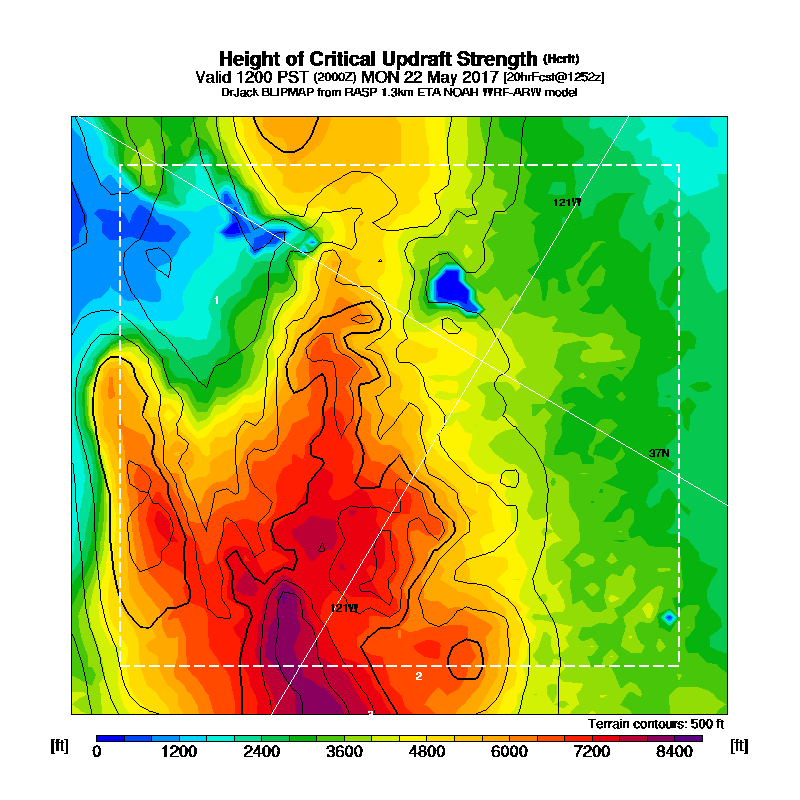 Height of Critical Updraft Strength (Hcrit)
Valid 1200 PST (2000Z) MON 22 May 2017 [20hrFcst@1252z]
DrJack BLIPMAP from RASP 1.3km ETA NOAH WRF-ARW model
121W
1
37N
121W
2
Terrain contours: 500 ft
[ft] 0 1200 2400 3600 4800 6000 7200 8400 [ft]